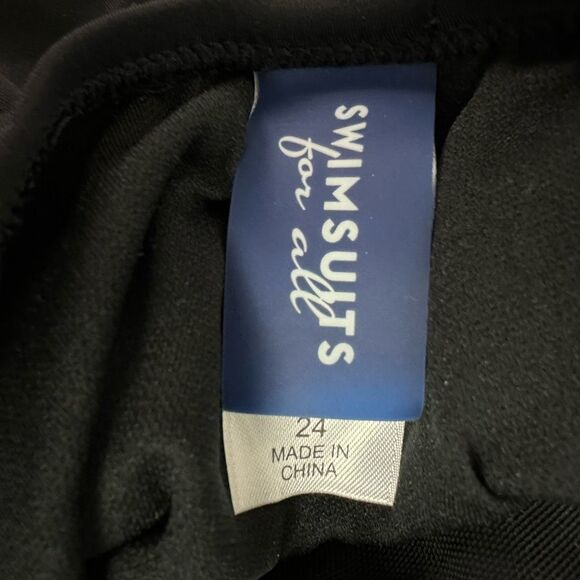 SWIMSUITS
for all
24
MADE IN
CHINA